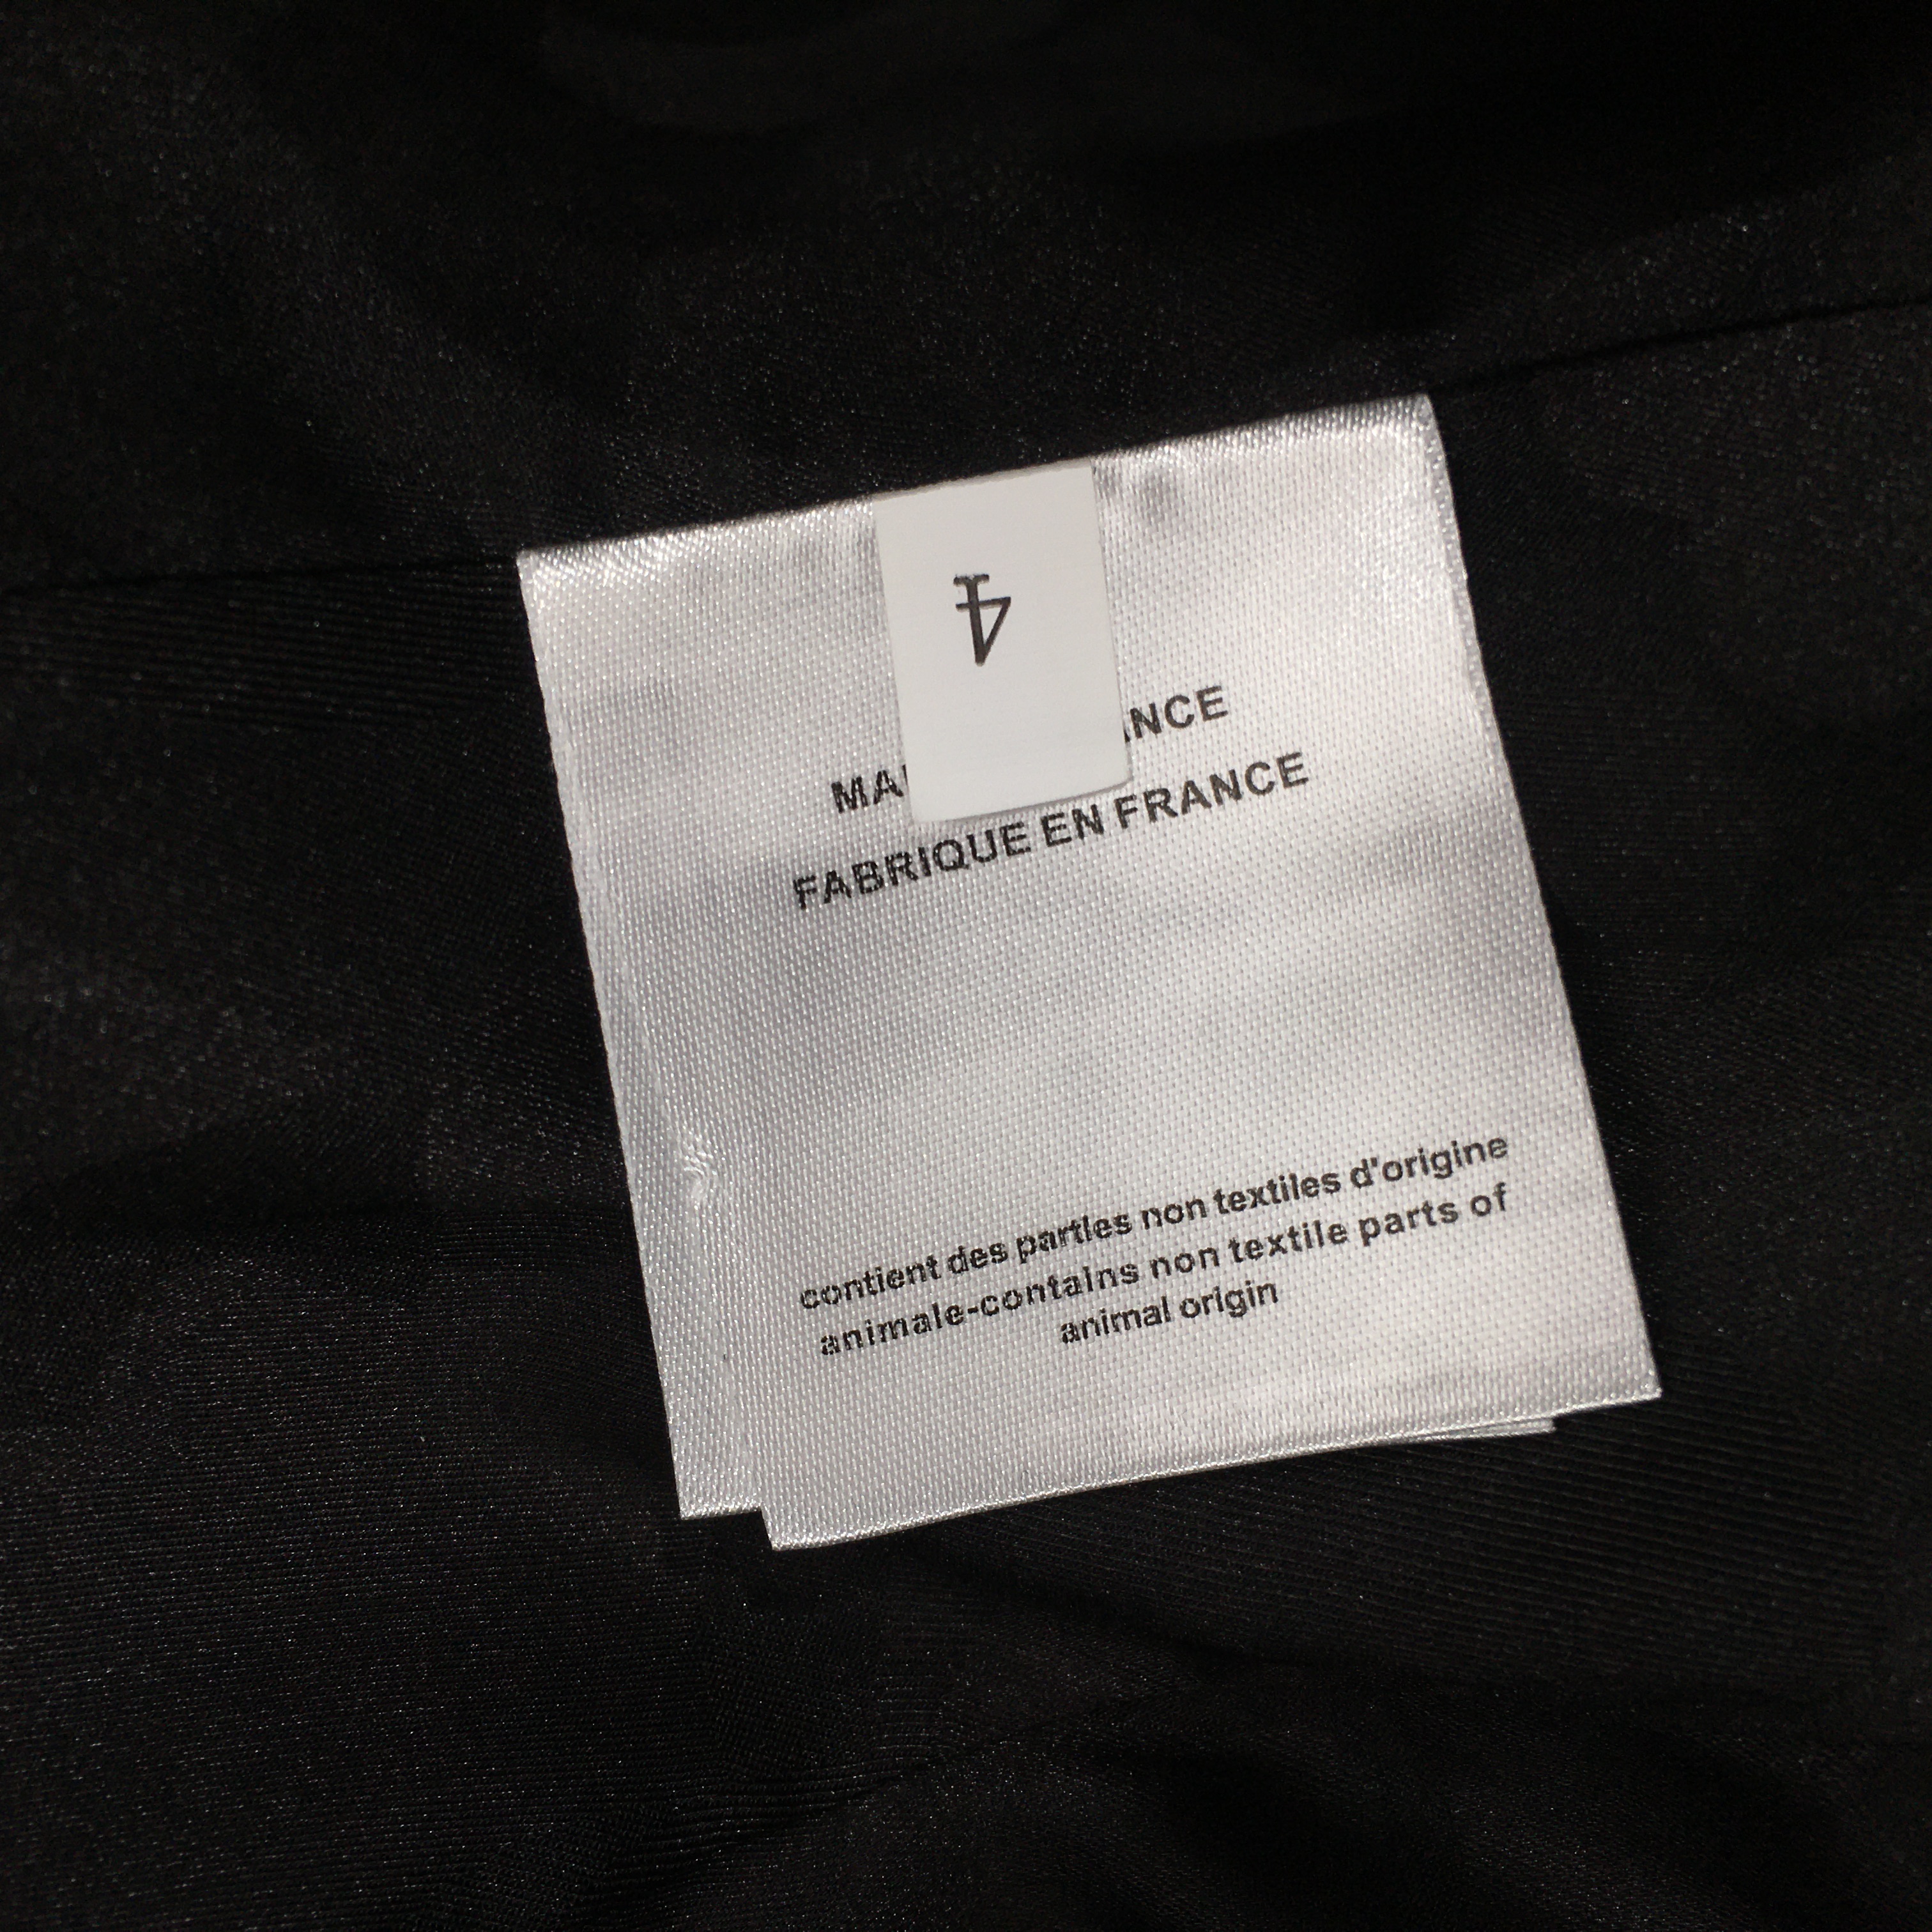 4
MA NCE
FABRIQUE EN FRANCE
contient des parties non textiles d'origine
animale-contains non textile parts of
animal origin